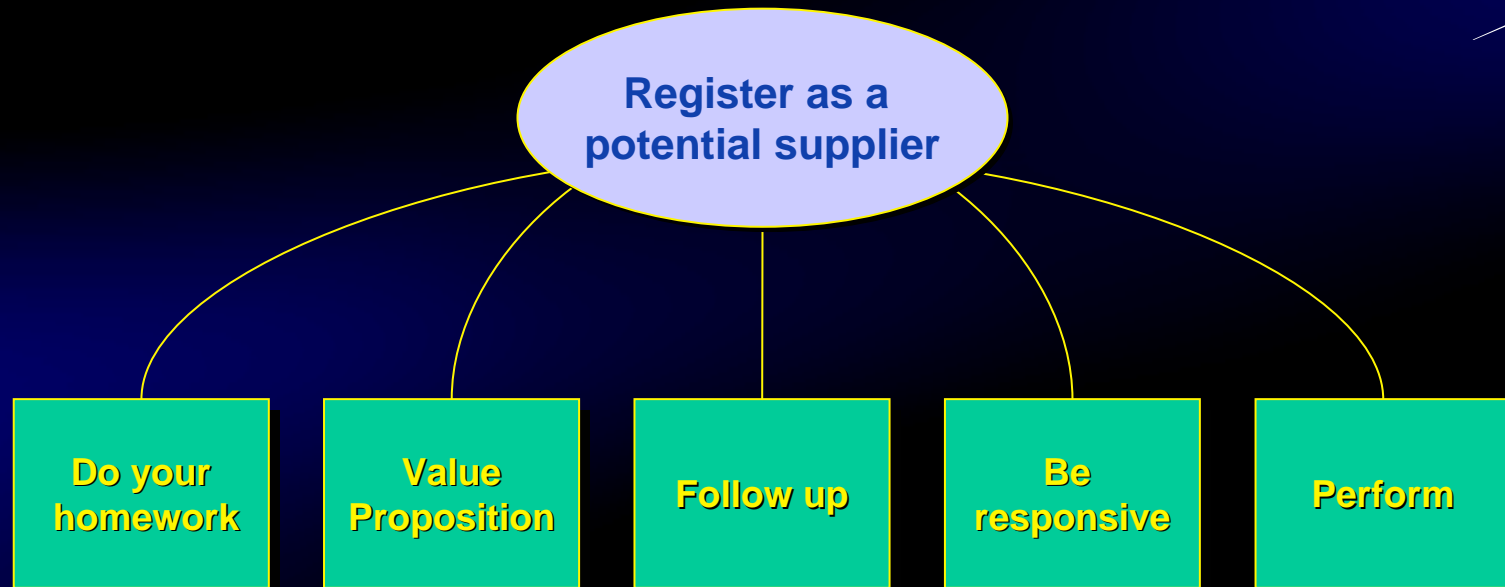 Register as a
potential supplier
Do your
homework
Value
Proposition
Follow up
Be
responsive
Perform